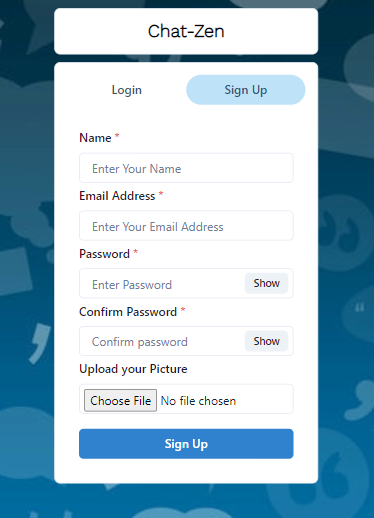 Chat-Zen
Login Sign Up
Name *
Enter Your Name
Email Address *
Enter Your Email Address
Password *
Enter Password Show
Confirm Password *
Confirm password Show
Upload your Picture
Choose File No file chosen
Sign Up